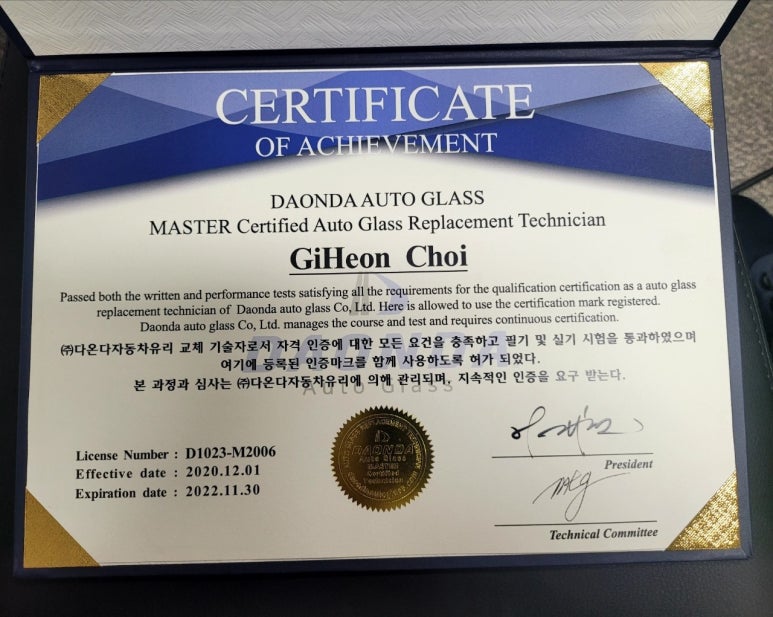 CERTIFICATE
OF ACHIEVEMENT
DAONDA AUTO GLASS
MASTER Certified Auto Glass Replacement Technician
GiHeon Choi
Passed both the written and performance tests satisfying all the requirements for the qualification certification as a auto glass
replacement technician of Daonda auto glass Co, Ltd. Here is allowed to use the certification mark registered.
Daonda auto glass Co, Ltd. manages the course and test and requires continuous certification.
㈜다온다자동차유리 교체 기술자로서 자격 인증에 대한 모든 요건을 충족하고 필기 및 실기 시험을 통과하였으며
여기에 등록된 인증마크를 함께 사용하도록 허가 되었다.
본 과정과 심사는 ㈜다온다자동차유리에 의해 관리되며, 지속적인 인증을 요구 받는다.
DAONDA
Auto Glass
License Number : D1023-M2006
Effective date : 2020.12.01
Expiration date : 2022.11.30
DAONDA
Auto Glass
MASTER
Certified
Technician
President
Technical Committee